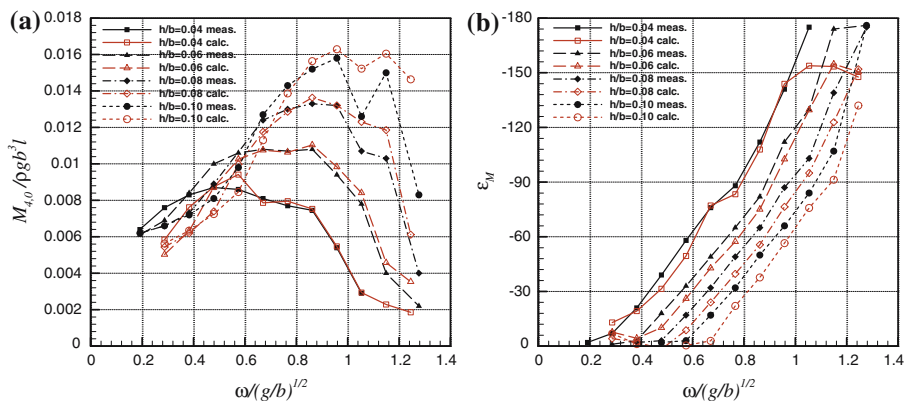 (a)
0.018
0.016
0.014
0.012
0.01
0.008
0.006
0.004
0.002
0
M4,0 /ρgb³l
h/b=0.04 meas.
h/b=0.04 calc.
h/b=0.06 meas.
h/b=0.06 calc.
h/b=0.08 meas.
h/b=0.08 calc.
h/b=0.10 meas.
h/b=0.10 calc.
0 0.2 0.4 0.6 0.8 1 1.2 1.4
ω/(g/b)^1/2
(b)
-180
-150
-120
-90
-60
-30
0
εM
h/b=0.04 meas.
h/b=0.04 calc.
h/b=0.06 meas.
h/b=0.06 calc.
h/b=0.08 meas.
h/b=0.08 calc.
h/b=0.10 meas.
h/b=0.10 calc.
0 0.2 0.4 0.6 0.8 1 1.2 1.4
ω/(g/b)^1/2